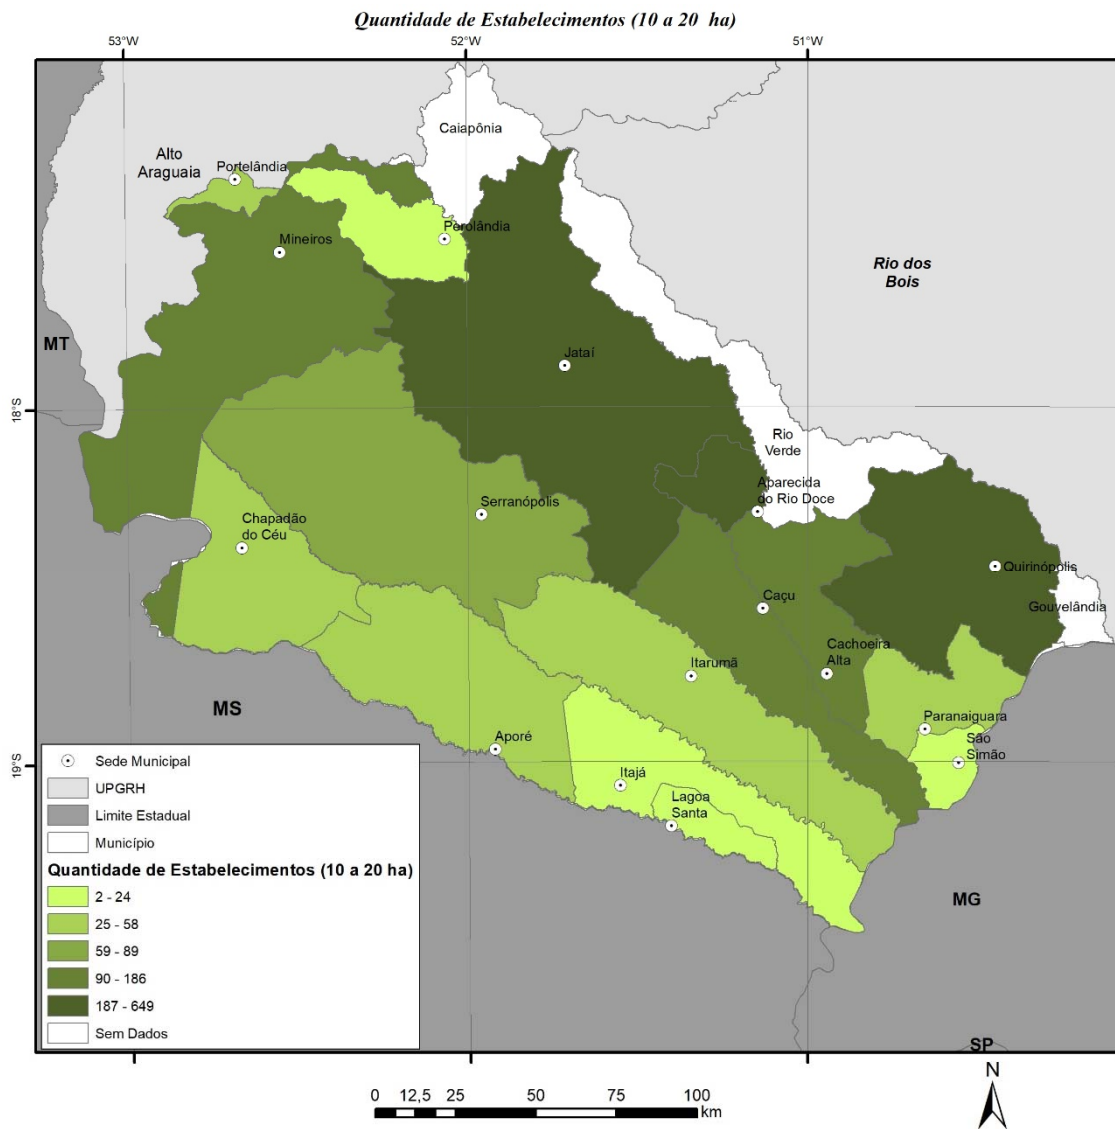 Quantidade de Estabelecimentos (10 a 20 ha)
53°W
52°W
51°W
Caiapônia
Alto
Araguaia
Portelândia
Perolândia
Mineiros
Rio dos
Bois
MT
Jataí
18°S
Rio
Verde
Aparecida
do Rio Doce
Serranópolis
Chapadão
do Céu
Quirinópolis
Caçu
Gouvelândia
Cachoeira
Alta
Itarumã
MS
Paranaiguara
São
Simão
Aporé
19°S
Itajá
Lagoa
Santa
MG
SP
Sede Municipal
UPGRH
Limite Estadual
Município
Quantidade de Estabelecimentos (10 a 20 ha)
2 - 24
25 - 58
59 - 89
90 - 186
187 - 649
Sem Dados
N
0 12,5 25 50 75 100
km